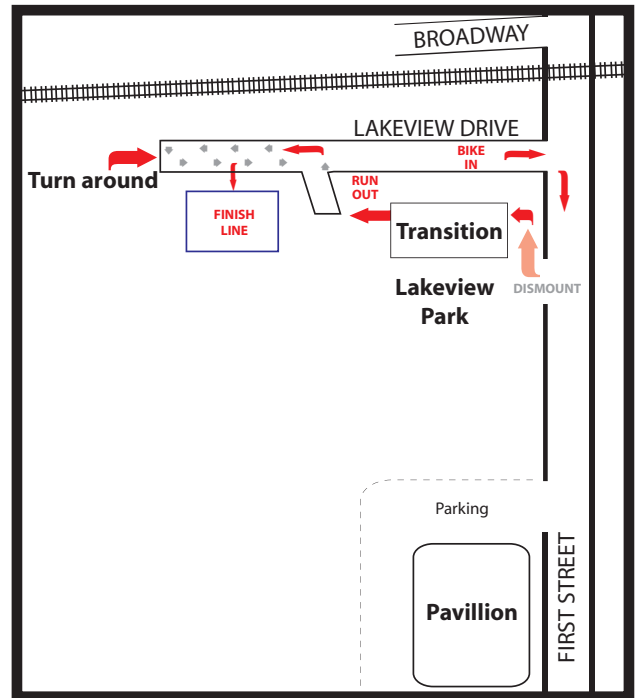 BROADWAY
LAKEVIEW DRIVE
BIKE
IN
Turn around
RUN
OUT
FINISH
LINE
Transition
Lakeview
Park
DISMOUNT
Parking
Pavillion
FIRST STREET